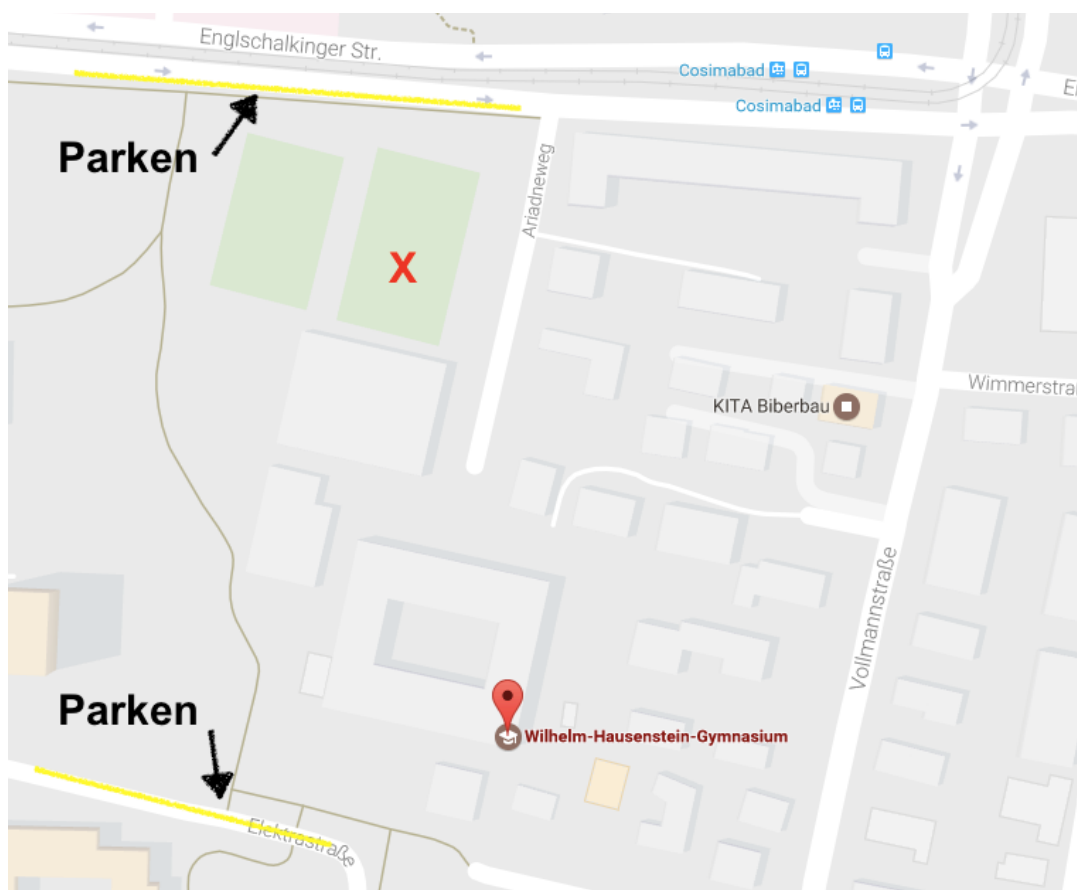 Englschalkinger Str.
Cosimabad
Cosimabad
Parken
Ariadneweg
X
Wimmerstra
KITA Biberbau
Vollmannstraße
Parken
Wilhelm-Hausenstein-Gymnasium
Elektrastraße